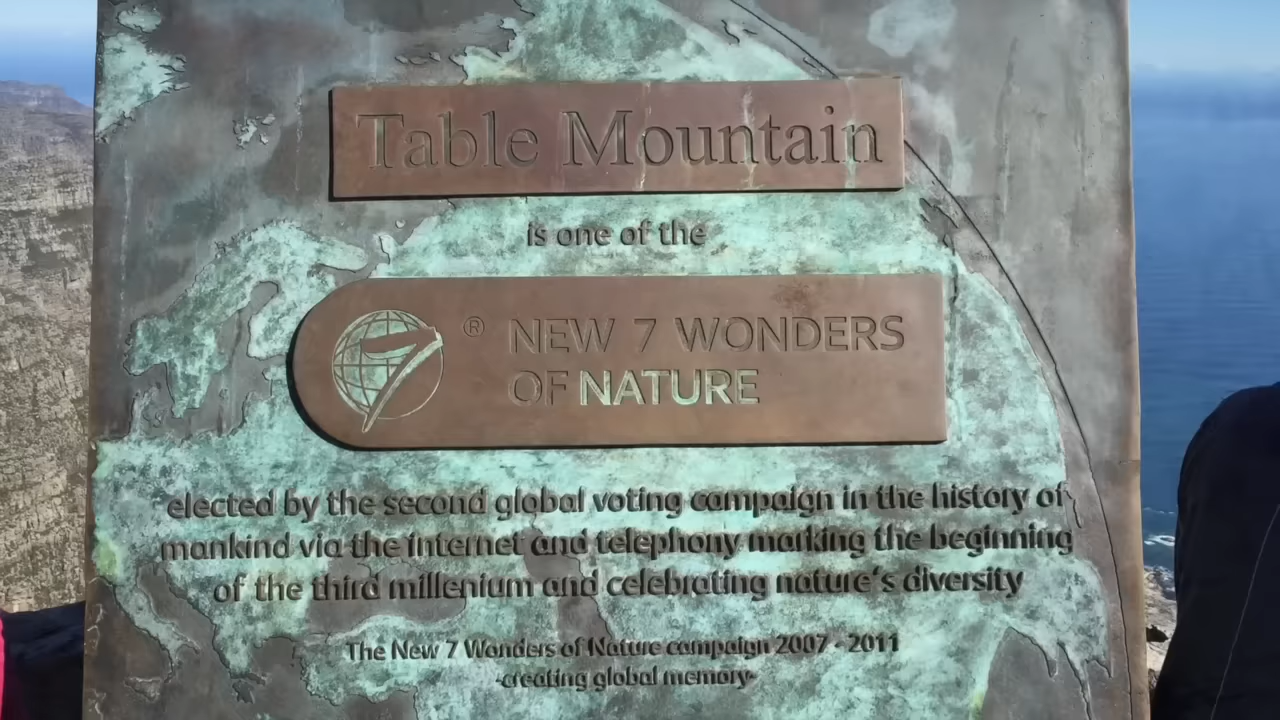 Table Mountain
is one of the
® NEW 7 WONDERS
OF NATURE
elected by the second global voting campaign in the history of
mankind via the internet and telephony marking the beginning
of the third millenium and celebrating nature's diversity
The New 7 Wonders of Nature campaign 2007 - 2011
-creating global memory-